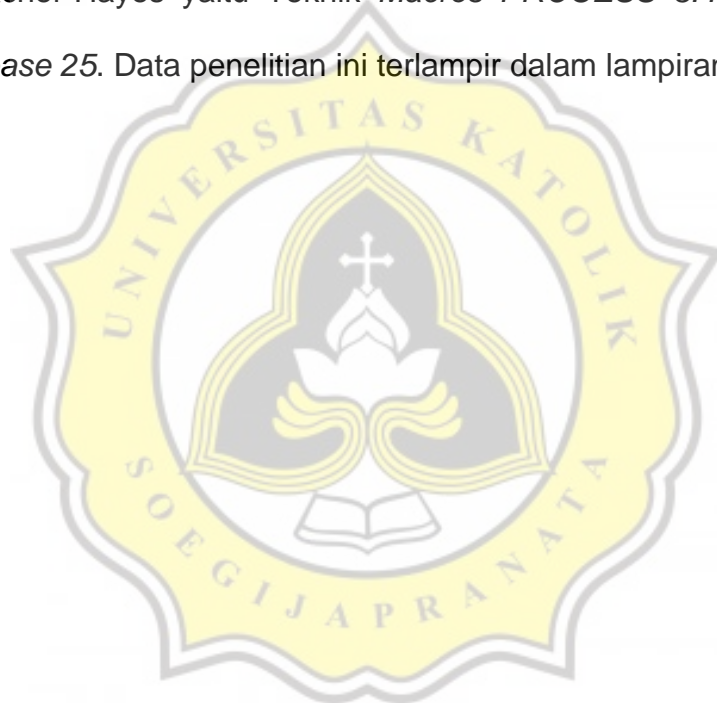 Hayes yaitu Teknik Macros PROCESS
ase 25. Data penelitian ini terlampir dalam lampiran
UNIVERSITAS KATOLIK
SOEGIJAPRANATA